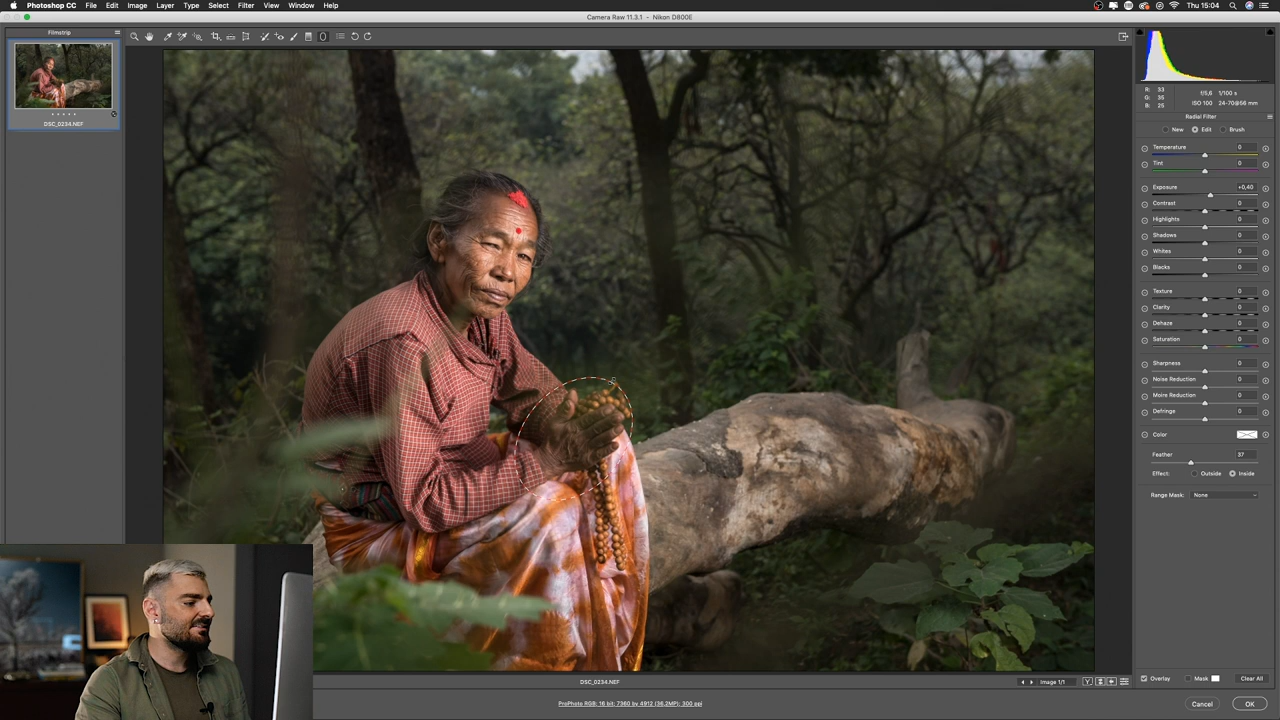 Photoshop CC File Edit Image Layer Type Select Filter View Window Help
Thu 15:04
Camera Raw 11.3.1 - Nikon D800E
Filmstrip
DSC_0234.NEF
R: 33
G: 35
B: 25
f/5,6 1/100 s
ISO 100 24-70@56 mm
Radial Filter
New Edit Brush
Temperature 0
Tint 0
Exposure +0,40
Contrast 0
Highlights 0
Shadows 0
Whites 0
Blacks 0
Texture 0
Clarity 0
Dehaze 0
Saturation 0
Sharpness 0
Noise Reduction 0
Moire Reduction 0
Defringe 0
Color
Feather 37
Effect: Outside Inside
Range Mask: None
DSC_0234.NEF
Image 1/1
Y
Overlay Mask Clear All
ProPhoto RGB; 16 bit; 7360 by 4912 (36,2MP); 300 ppi
Cancel OK